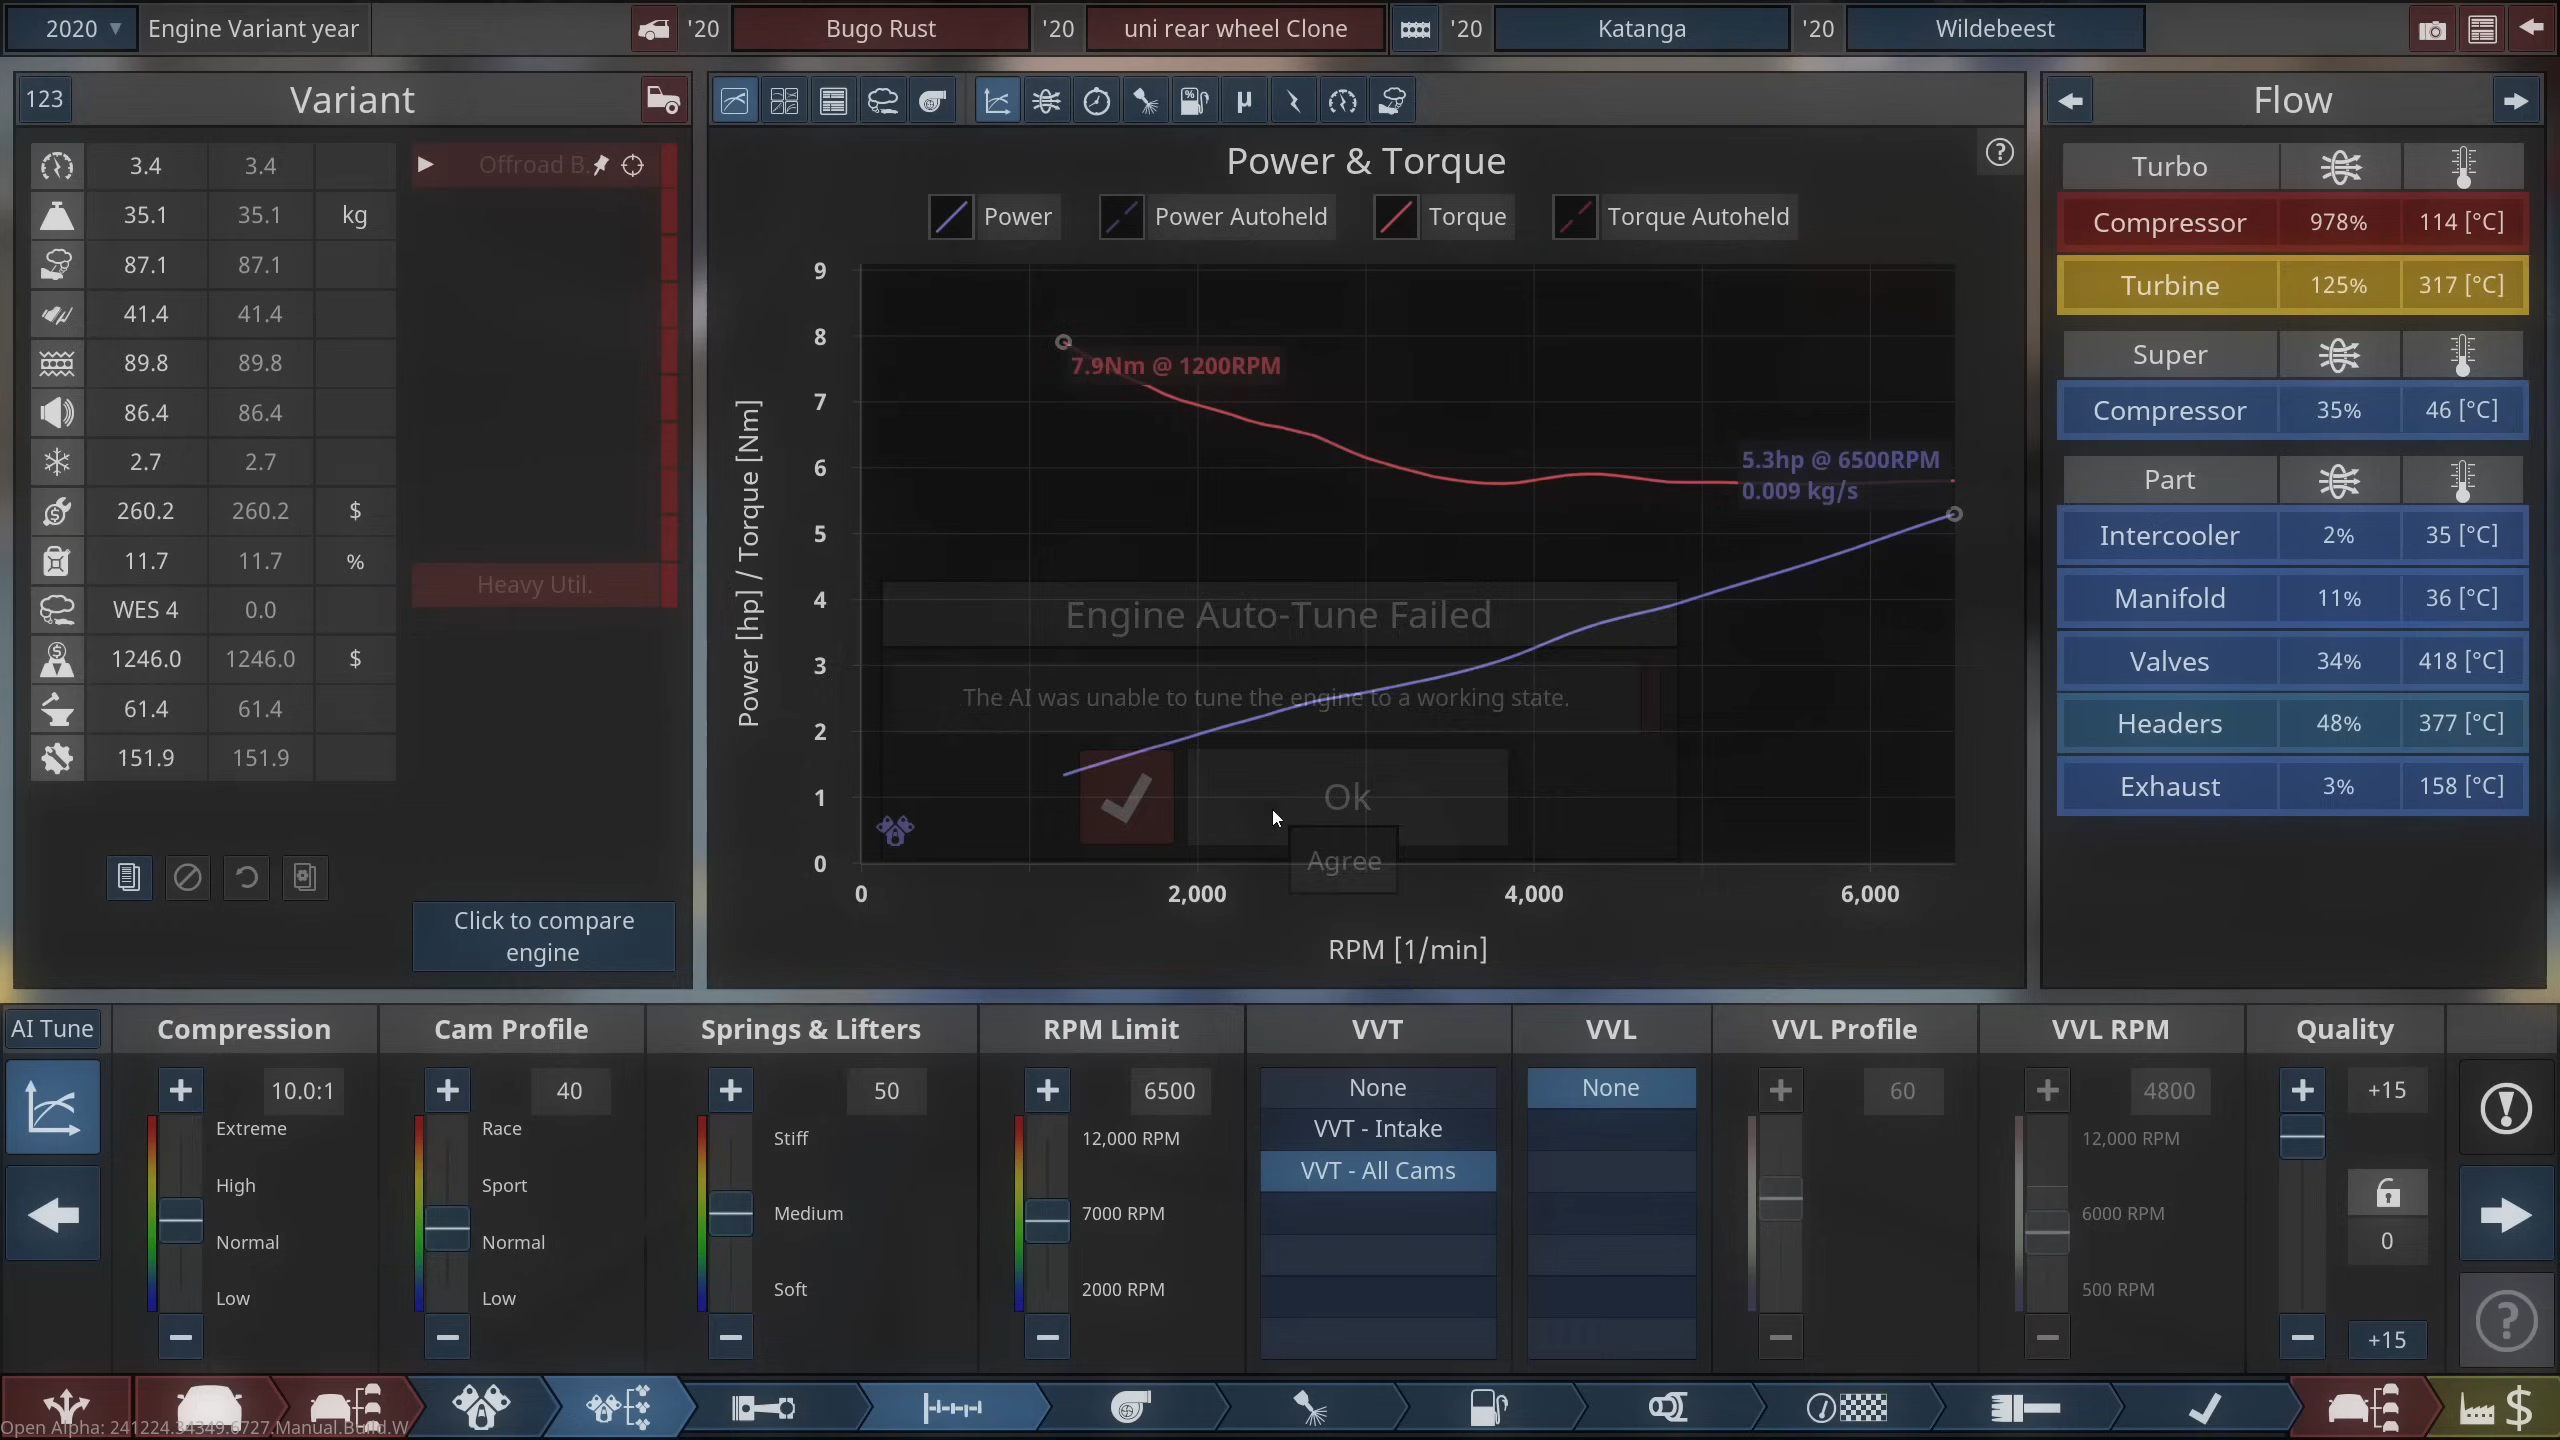 2020 ▼ Engine Variant year '20 Bugo Rust '20 uni rear wheel Clone '20 Katanga '20 Wildebeest
123 Variant
3.4 3.4
35.1 35.1 kg
87.1 87.1
41.4 41.4
89.8 89.8
86.4 86.4
2.7 2.7
260.2 260.2 $
11.7 11.7 %
WES 4 0.0
1246.0 1246.0 $
61.4 61.4
151.9 151.9
Offroad B.
Heavy Util.
Click to compare
engine
µ
Power & Torque
?
Power Power Autoheld Torque Torque Autoheld
Power [hp] / Torque [Nm]
9
8
7
6
5
4
3
2
1
0
7.9Nm @ 1200RPM
5.3hp @ 6500RPM
0.009 kg/s
Engine Auto-Tune Failed
The AI was unable to tune the engine to a working state.
Ok
Agree
0 2,000 4,000 6,000
RPM [1/min]
Flow
Turbo
Compressor 978% 114 [°C]
Turbine 125% 317 [°C]
Super
Compressor 35% 46 [°C]
Part
Intercooler 2% 35 [°C]
Manifold 11% 36 [°C]
Valves 34% 418 [°C]
Headers 48% 377 [°C]
Exhaust 3% 158 [°C]
AI Tune
Compression
+ 10.0:1
Extreme
High
Normal
Low
−
Cam Profile
+ 40
Race
Sport
Normal
Low
−
Springs & Lifters
+ 50
Stiff
Medium
Soft
−
RPM Limit
+ 6500
12,000 RPM
7000 RPM
2000 RPM
−
VVT
None
VVT - Intake
VVT - All Cams
VVL
None
VVL Profile
+ 60
−
VVL RPM
+ 4800
12,000 RPM
6000 RPM
500 RPM
−
Quality
+ +15
0
− +15
?
$
Open Alpha: 241224.34349.6727.Manual.Build.W